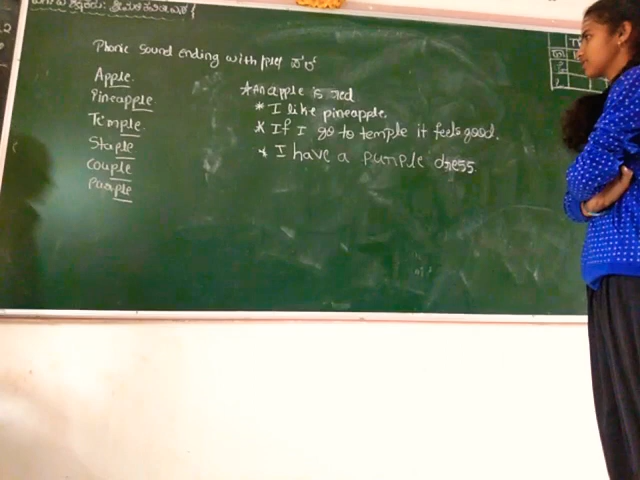 Phonic sound ending with /ple/ ಪಲ್
Apple.
Pineapple
Temple.
Staple
Couple
Purple
* An apple is red
* I like pineapple.
* If I go to temple it feels good.
* I have a purple dress.